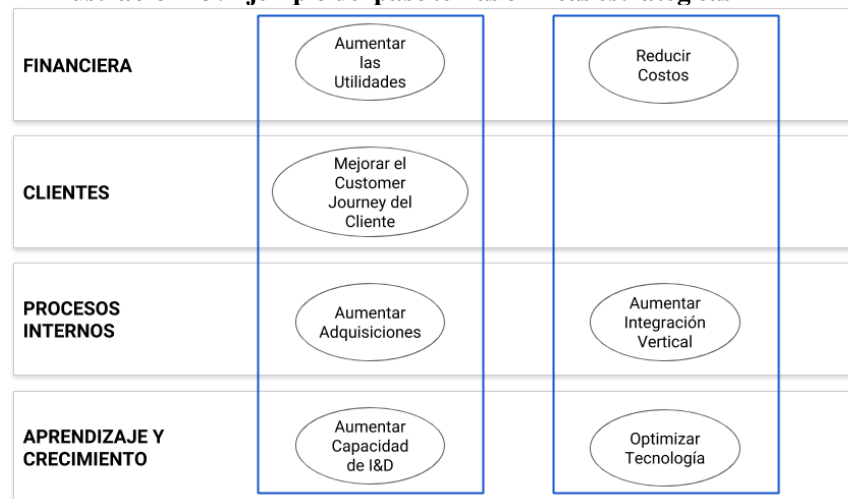 FINANCIERA
Aumentar
las
Utilidades
Reducir
Costos
CLIENTES
Mejorar el
Customer
Journey del
Cliente
PROCESOS
INTERNOS
Aumentar
Adquisiciones
Aumentar
Integración
Vertical
APRENDIZAJE Y
CRECIMIENTO
Aumentar
Capacidad
de I&D
Optimizar
Tecnología